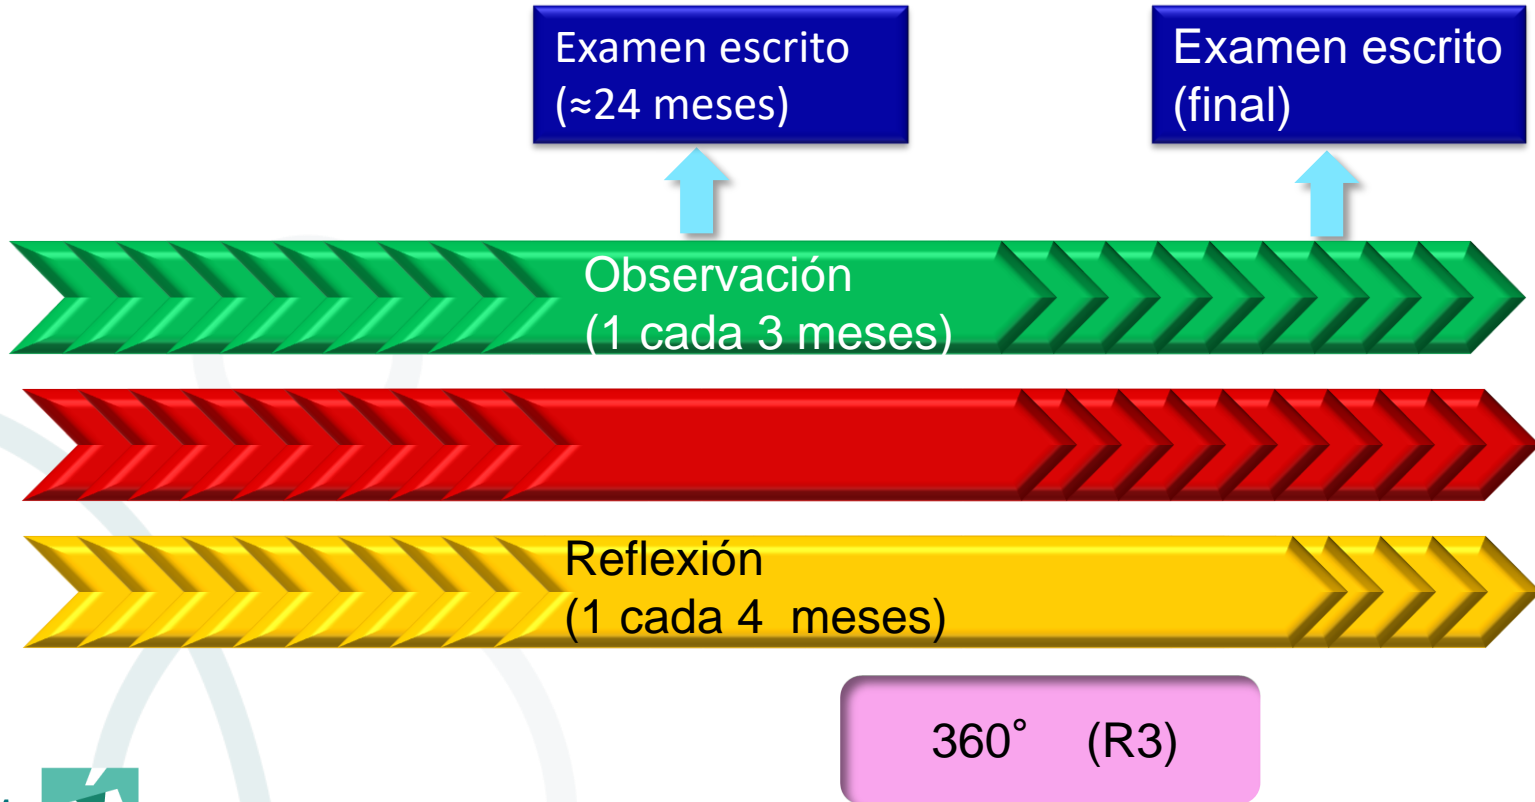 Examen escrito
(≈24 meses)
Examen escrito
(final)
Observación
(1 cada 3 meses)
Reflexión
(1 cada 4  meses)
360° (R3)